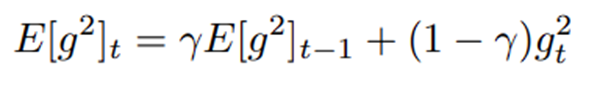 E[g²]ₜ = γE[g²]ₜ₋₁ + (1 − γ)gₜ²